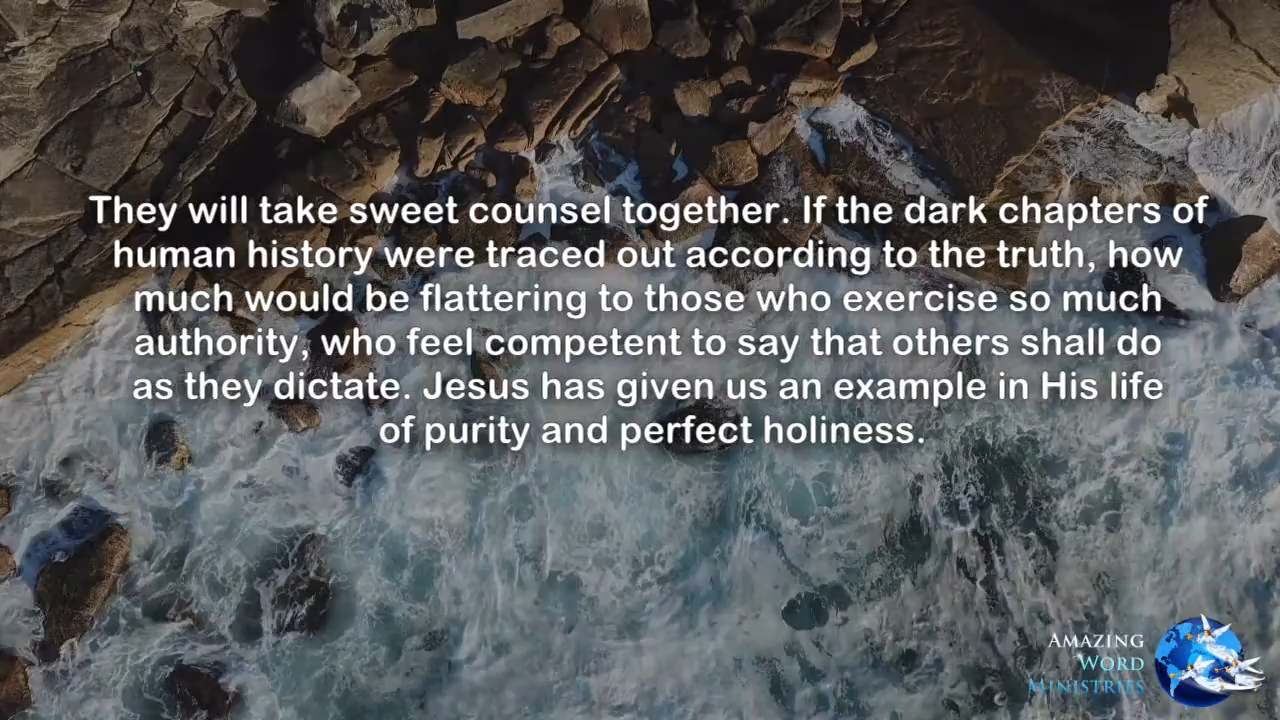 They will take sweet counsel together. If the dark chapters of
human history were traced out according to the truth, how
much would be flattering to those who exercise so much
authority, who feel competent to say that others shall do
as they dictate. Jesus has given us an example in His life
of purity and perfect holiness.
Amazing
Word
Ministries